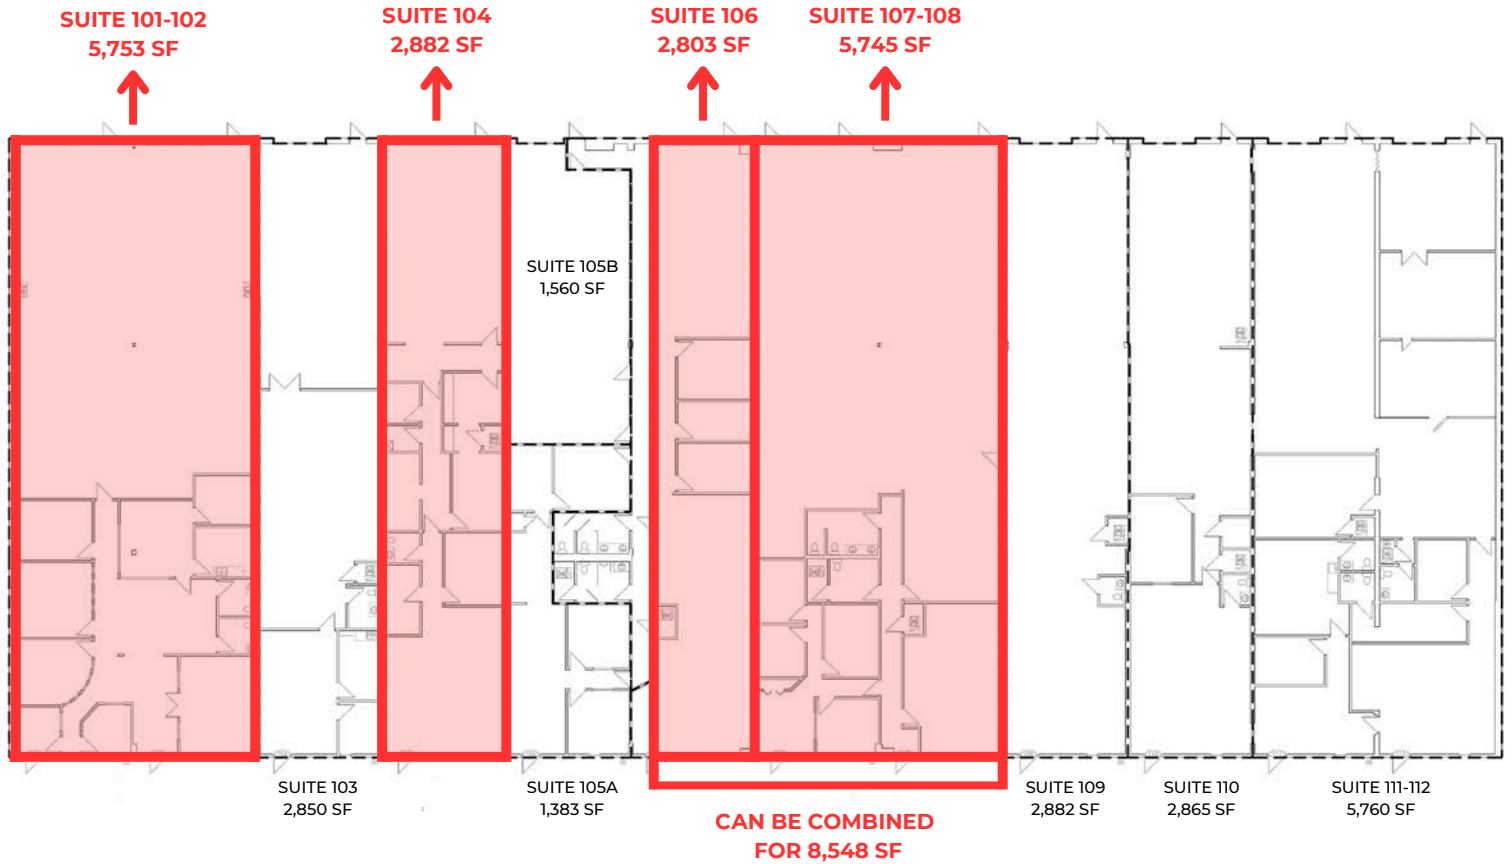 SUITE 101-102
5,753 SF
SUITE 104
2,882 SF
SUITE 106
2,803 SF
SUITE 107-108
5,745 SF
SUITE 105B
1,560 SF
SUITE 103
2,850 SF
SUITE 105A
1,383 SF
SUITE 109
2,882 SF
SUITE 110
2,865 SF
SUITE 111-112
5,760 SF
CAN BE COMBINED
FOR 8,548 SF